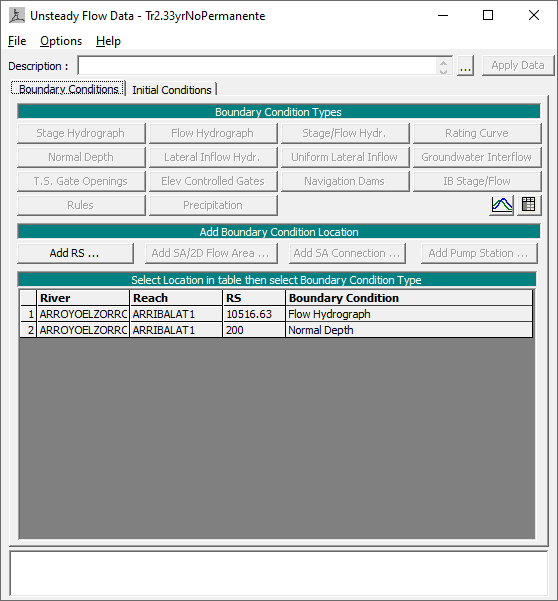 Unsteady Flow Data - Tr2.33yrNoPermanente
File Options Help
Description : ... Apply Data
Boundary Conditions Initial Conditions
Boundary Condition Types
Stage Hydrograph Flow Hydrograph Stage/Flow Hydr. Rating Curve
Normal Depth Lateral Inflow Hydr. Uniform Lateral Inflow Groundwater Interflow
T.S. Gate Openings Elev Controlled Gates Navigation Dams IB Stage/Flow
Rules Precipitation
Add Boundary Condition Location
Add RS ... Add SA/2D Flow Area ... Add SA Connection ... Add Pump Station ...
Select Location in table then select Boundary Condition Type
River Reach RS Boundary Condition
1 ARROYOELZORRO ARRIBALAT1 10516.63 Flow Hydrograph
2 ARROYOELZORRO ARRIBALAT1 200 Normal Depth